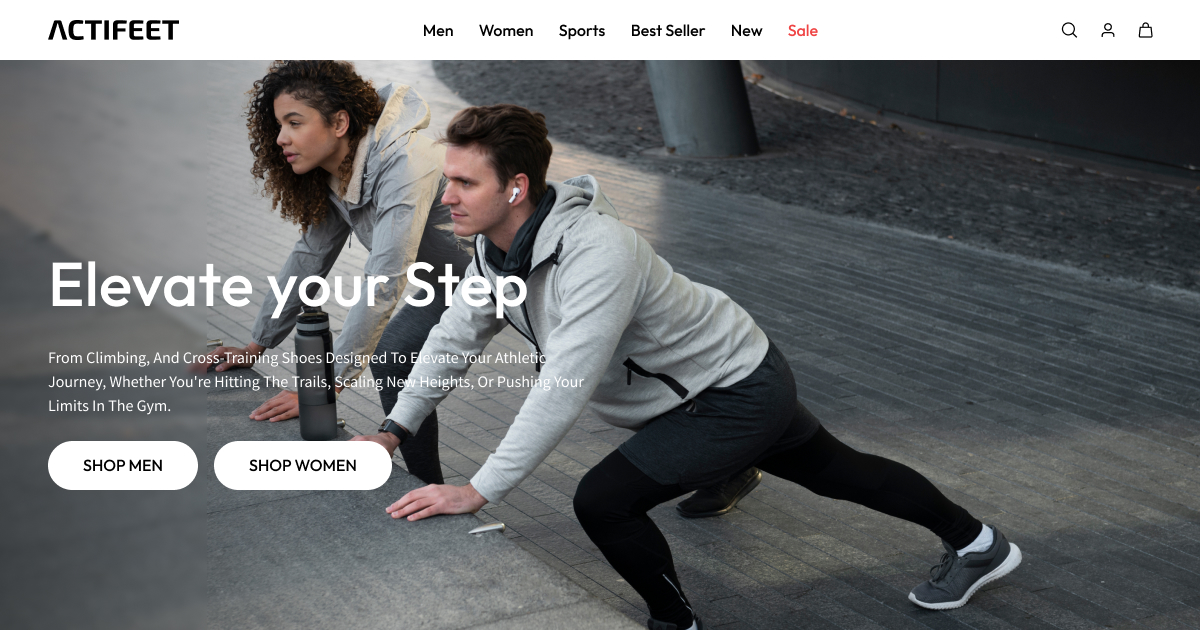 ACTIFEET
Men Women Sports Best Seller New Sale
Elevate your Step
From Climbing, And Cross-Training Shoes Designed To Elevate Your Athletic
Journey, Whether You're Hitting The Trails, Scaling New Heights, Or Pushing Your
Limits In The Gym.
SHOP MEN SHOP WOMEN